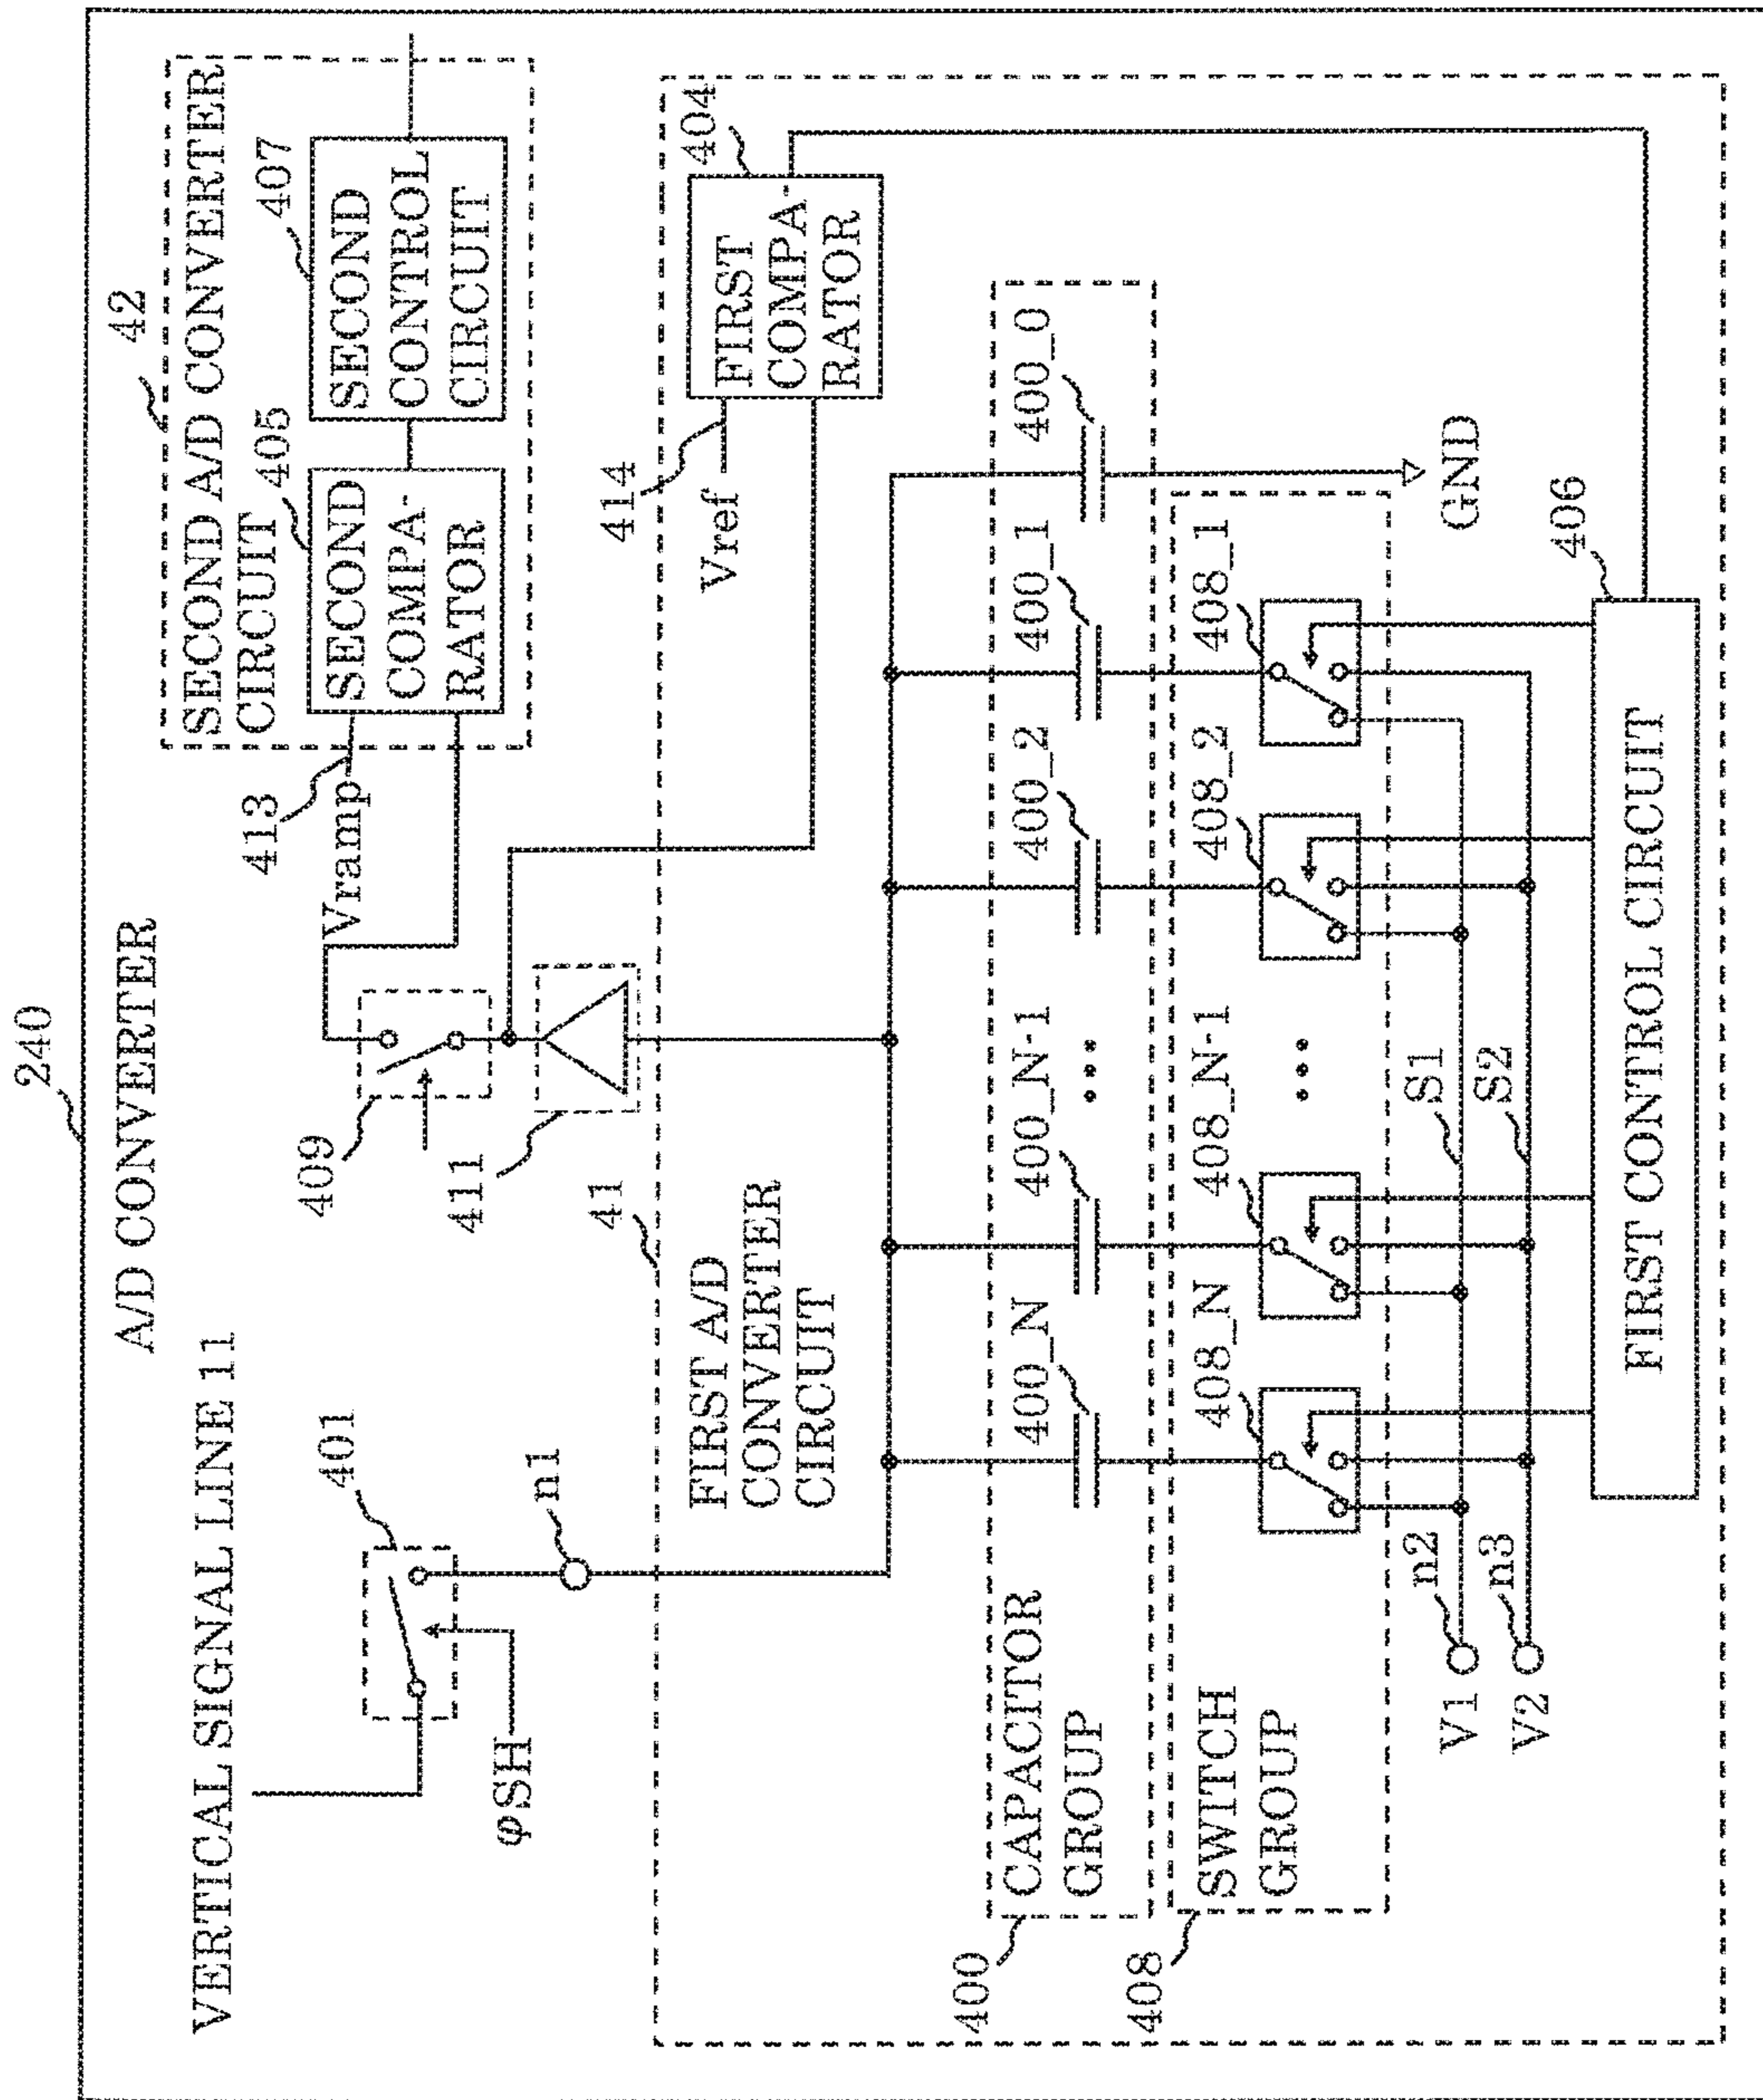 240
A/D CONVERTER
VERTICAL SIGNAL LINE 11
42
SECOND A/D CONVERTER
CIRCUIT
401
409
Vramp
413
405
407
SECOND
COMPA-
RATOR
SECOND
CONTROL
CIRCUIT
φSH
n1
411
41
FIRST A/D
CONVERTER
CIRCUIT
414
Vref
404
FIRST
COMPA-
RATOR
400
CAPACITOR
GROUP
400_N
400_N-1
400_2
400_1
400_0
408
SWITCH
GROUP
408_N
408_N-1
408_2
408_1
GND
V1
n2
S1
V2
n3
S2
406
FIRST CONTROL CIRCUIT